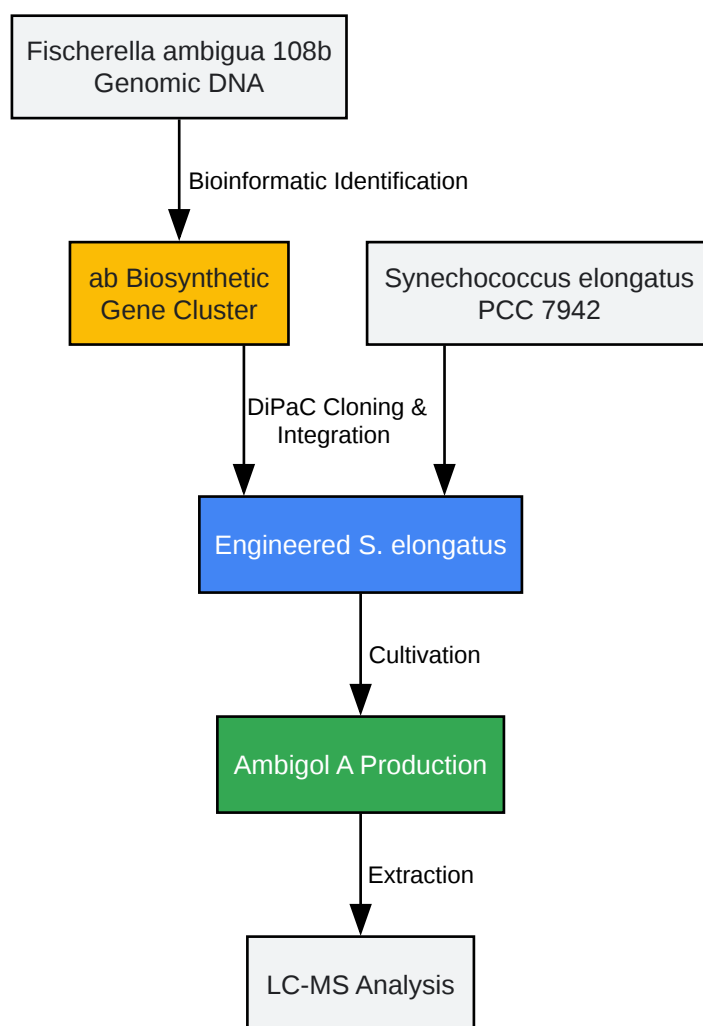 Fischerella ambigua 108b
Genomic DNA
Bioinformatic Identification
ab Biosynthetic
Gene Cluster
Synechococcus elongatus
PCC 7942
DiPaC Cloning &
Integration
Engineered S. elongatus
Cultivation
Ambigol A Production
Extraction
LC-MS Analysis